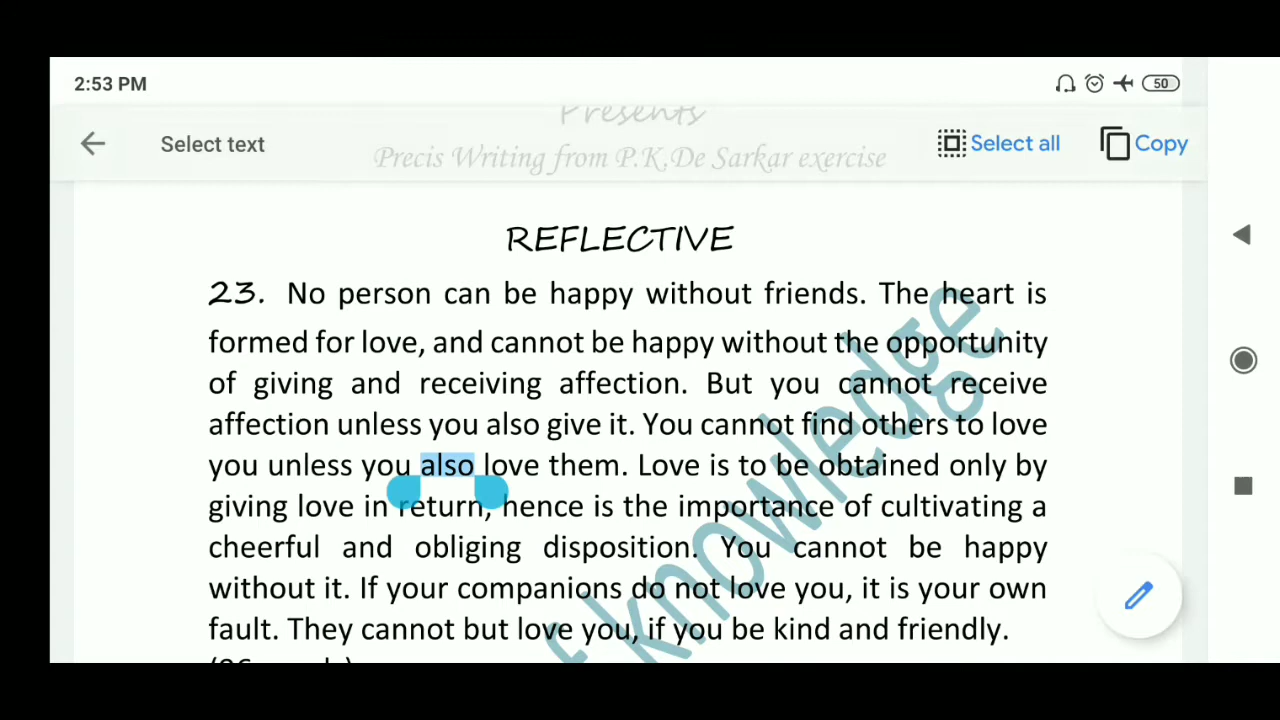 2:53 PM
50
Presents
Select text
Precis Writing from P.K.De Sarkar exercise
Select all
Copy
REFLECTIVE
23. No person can be happy without friends. The heart is
formed for love, and cannot be happy without the opportunity
of giving and receiving affection. But you cannot receive
affection unless you also give it. You cannot find others to love
you unless you also love them. Love is to be obtained only by
giving love in return, hence is the importance of cultivating a
cheerful and obliging disposition. You cannot be happy
without it. If your companions do not love you, it is your own
fault. They cannot but love you, if you be kind and friendly.
knowledge